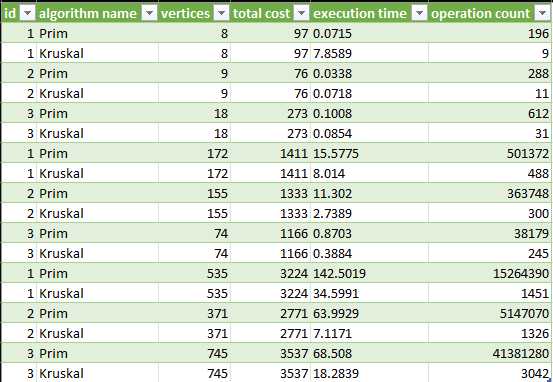 id algorithm name vertices total cost execution time operation count
1 Prim 8 97 0.0715 196
1 Kruskal 8 97 7.8589 9
2 Prim 9 76 0.0338 288
2 Kruskal 9 76 0.0718 11
3 Prim 18 273 0.1008 612
3 Kruskal 18 273 0.0854 31
1 Prim 172 1411 15.5775 501372
1 Kruskal 172 1411 8.014 488
2 Prim 155 1333 11.302 363748
2 Kruskal 155 1333 2.7389 300
3 Prim 74 1166 0.8703 38179
3 Kruskal 74 1166 0.3884 245
1 Prim 535 3224 142.5019 15264390
1 Kruskal 535 3224 34.5991 1451
2 Prim 371 2771 63.9929 5147070
2 Kruskal 371 2771 7.1171 1326
3 Prim 745 3537 68.508 41381280
3 Kruskal 745 3537 18.2839 3042